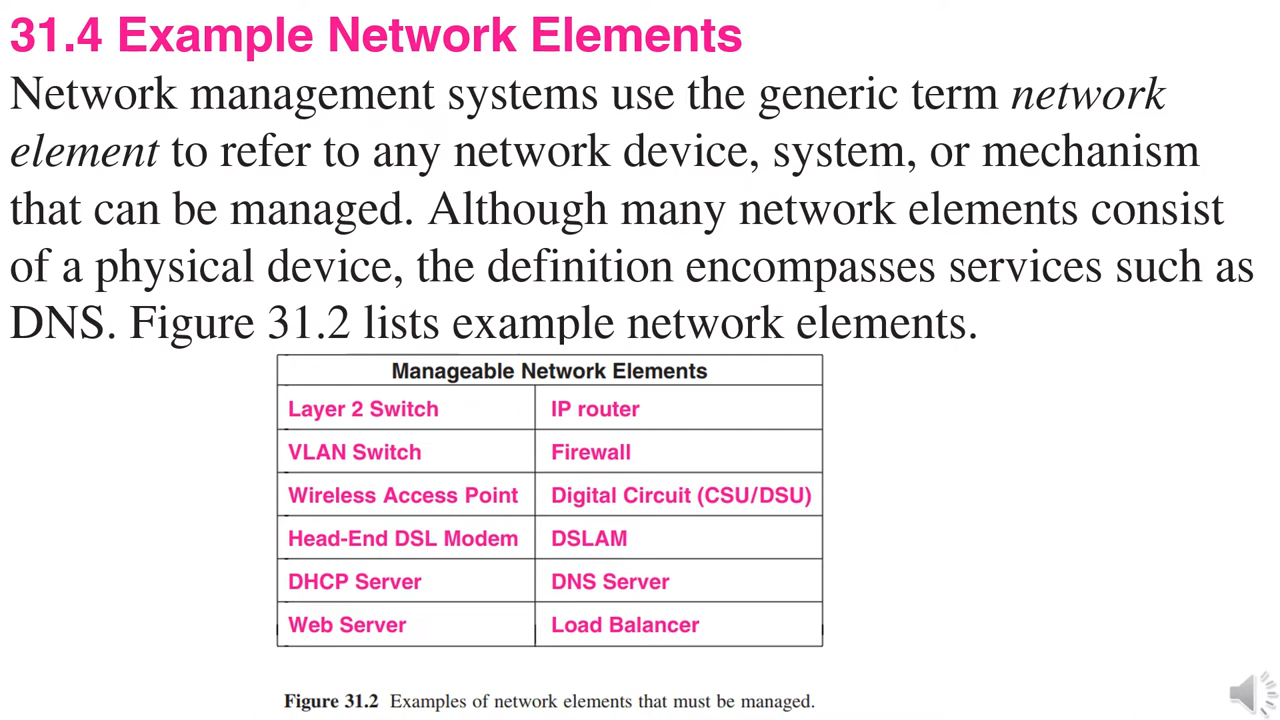 31.4 Example Network Elements
Network management systems use the generic term network
element to refer to any network device, system, or mechanism
that can be managed. Although many network elements consist
of a physical device, the definition encompasses services such as
DNS. Figure 31.2 lists example network elements.
Manageable Network Elements
Layer 2 Switch IP router
VLAN Switch Firewall
Wireless Access Point Digital Circuit (CSU/DSU)
Head-End DSL Modem DSLAM
DHCP Server DNS Server
Web Server Load Balancer
Figure 31.2 Examples of network elements that must be managed.